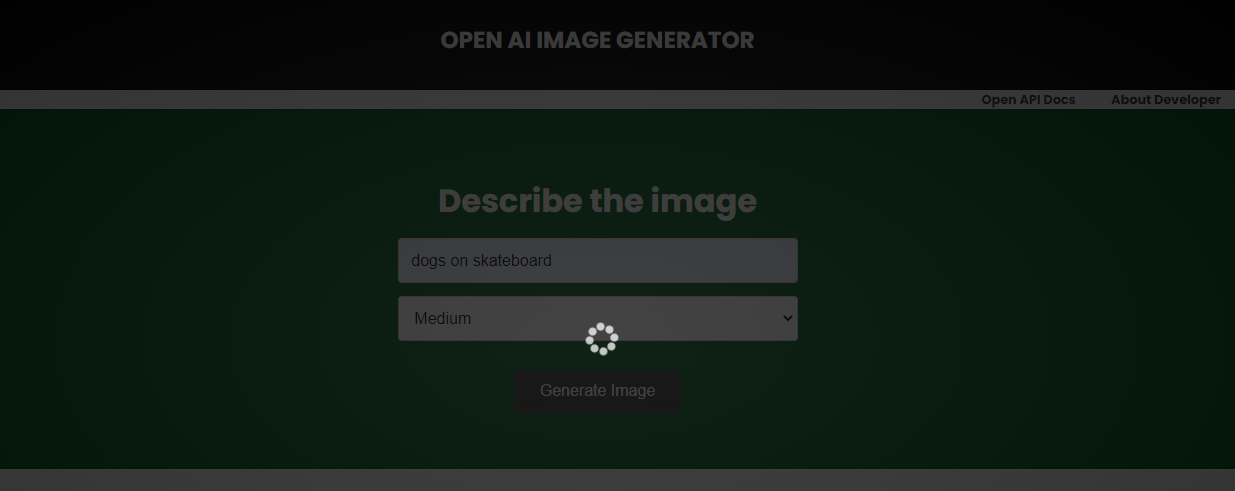 OPEN AI IMAGE GENERATOR
Open API Docs About Developer
Describe the image
dogs on skateboard
Medium
Generate Image